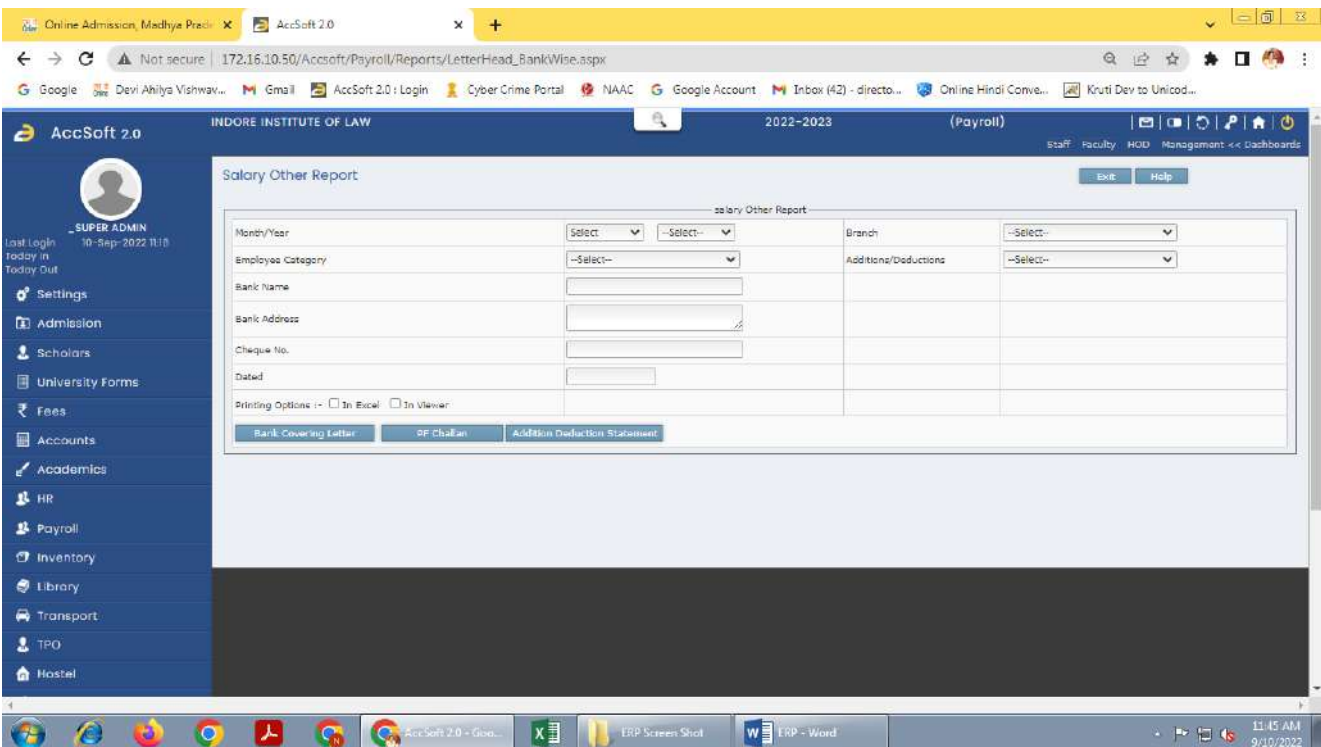 Online Admission, Madhya Prade
AccSoft 2.0
Not secure | 172.16.10.50/Accsoft/Payroll/Reports/LetterHead_BankWise.aspx
Google Devi Ahilya Vishwav... Gmail AccSoft 2.0 : Login Cyber Crime Portal NAAC Google Account Inbox (42) - directo... Online Hindi Conve... Kruti Dev to Unicod...
AccSoft 2.0
INDORE INSTITUTE OF LAW 2022-2023 (Payroll)
Staff Faculty HOD Management << Dashboards
Salary Other Report
Exit Help
_SUPER ADMIN
Last Login 10-Sep-2022
Today In
Today Out
Settings
Admission
Scholars
University Forms
Fees
Accounts
Academics
HR
Payroll
Inventory
Library
Transport
TPO
Hostel
salary Other Report
Month/Year Select --Select-- Branch --Select--
Employee Category --Select-- Additions/Deductions --Select--
Bank Name
Bank Address
Cheque No.
Dated
Printing Options :- In Excel In Viewer
Bank Covering Letter PF Challan Addition Deduction Statement
AccSoft 2.0 - Goo... ERP Screen Shot ERP - Word
11:45 AM
9/10/2022